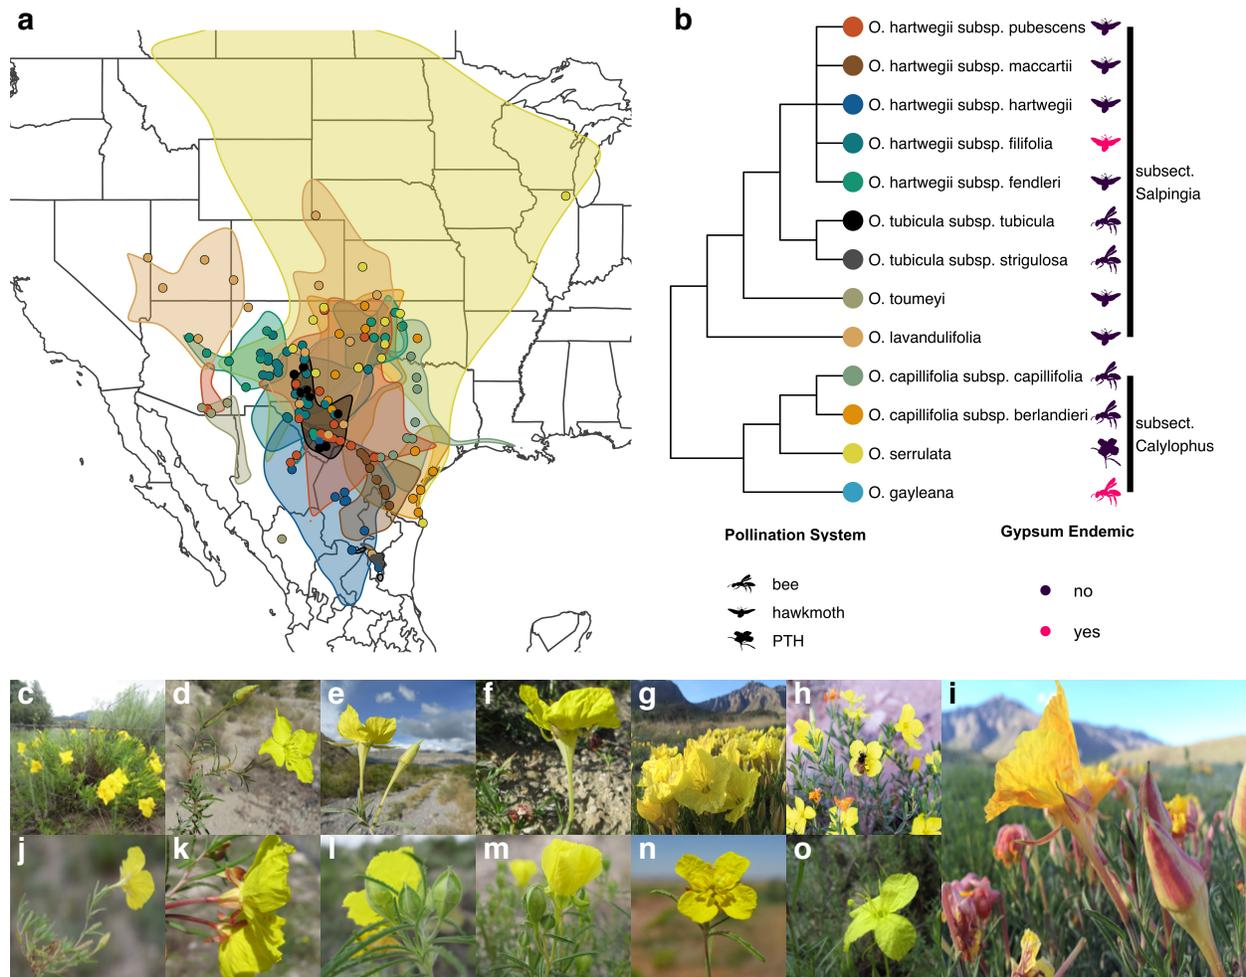 a
b
O. hartwegii subsp. pubescens
O. hartwegii subsp. maccartii
O. hartwegii subsp. hartwegii
O. hartwegii subsp. filifolia
O. hartwegii subsp. fendleri
O. tubicula subsp. tubicula
O. tubicula subsp. strigulosa
O. toumeyi
O. lavandulifolia
subsect.
Salpingia
O. capillifolia subsp. capillifolia
O. capillifolia subsp. berlandieri
O. serrulata
O. gayleana
subsect.
Calylophus
Pollination System
bee
hawkmoth
PTH
Gypsum Endemic
no
yes
c
d
e
f
g
h
i
j
k
l
m
n
o